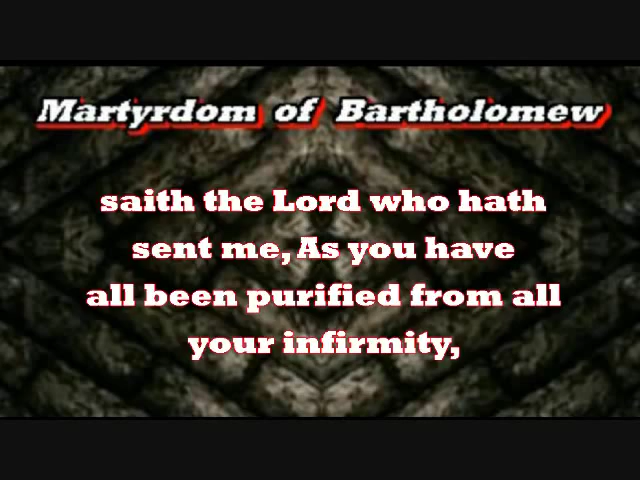 Martyrdom of Bartholomew
saith the Lord who hath
sent me, As you have
all been purified from all
your infirmity,